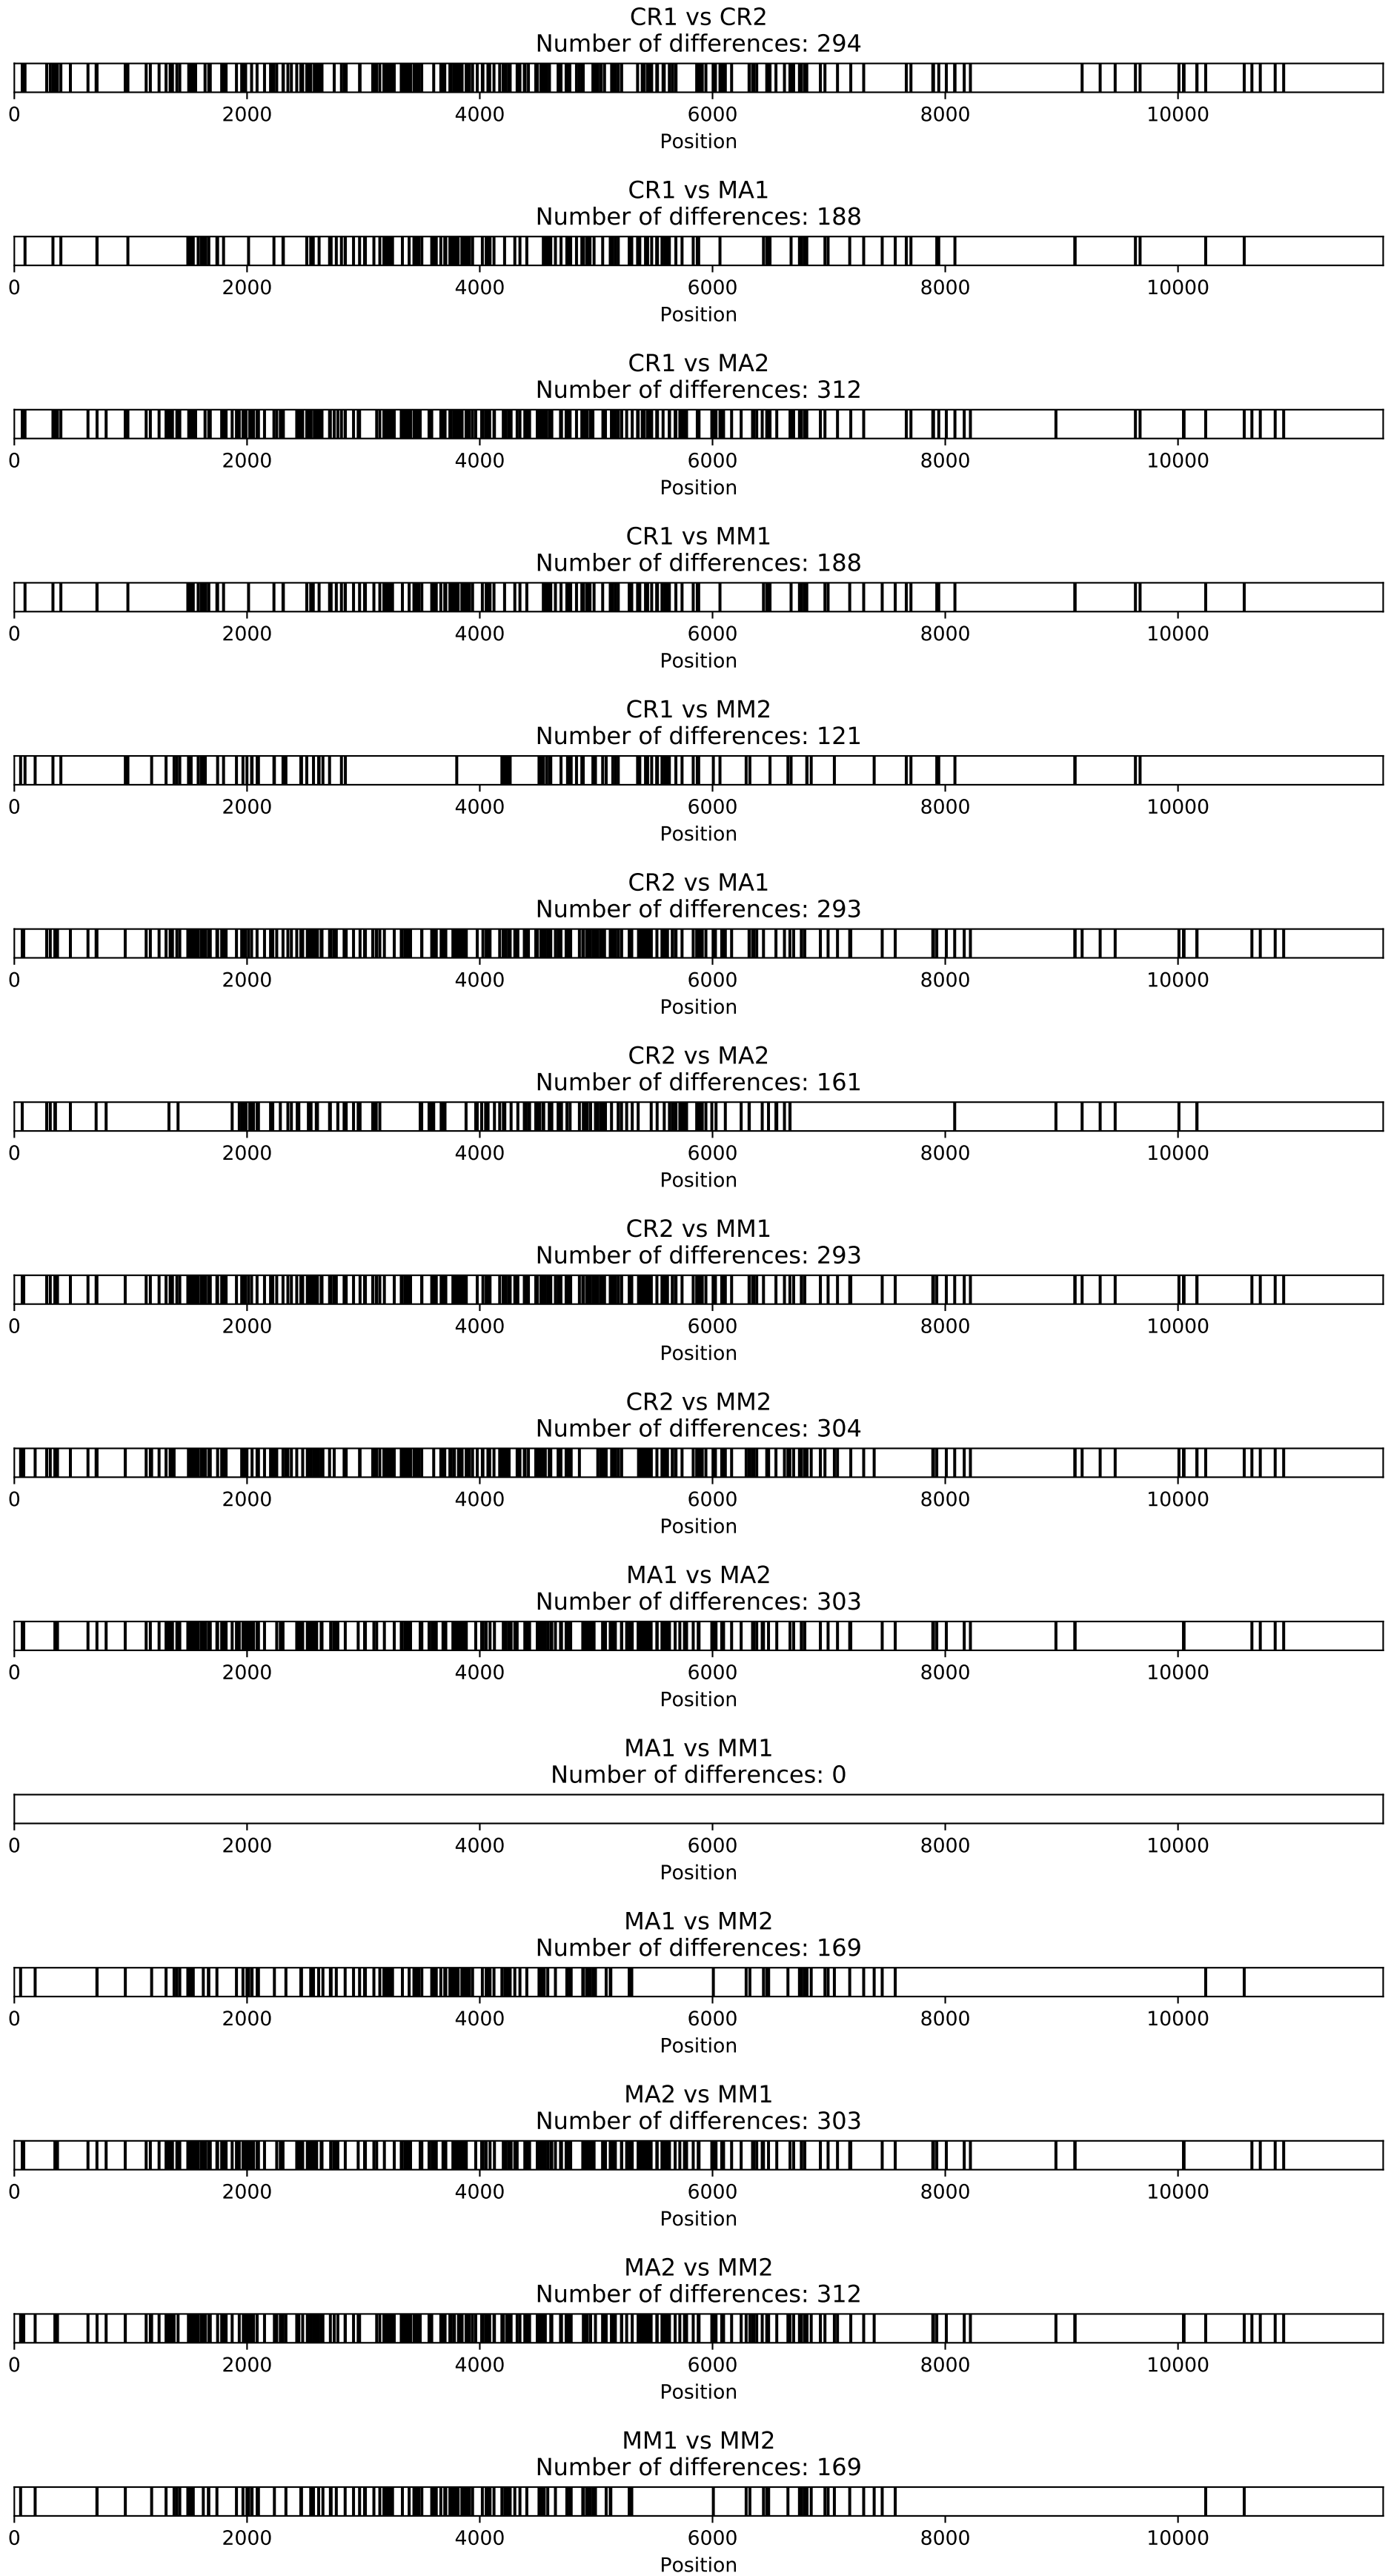 CR1 vs CR2
Number of differences: 294
0 2000 4000 6000 8000 10000
Position
CR1 vs MA1
Number of differences: 188
0 2000 4000 6000 8000 10000
Position
CR1 vs MA2
Number of differences: 312
0 2000 4000 6000 8000 10000
Position
CR1 vs MM1
Number of differences: 188
0 2000 4000 6000 8000 10000
Position
CR1 vs MM2
Number of differences: 121
0 2000 4000 6000 8000 10000
Position
CR2 vs MA1
Number of differences: 293
0 2000 4000 6000 8000 10000
Position
CR2 vs MA2
Number of differences: 161
0 2000 4000 6000 8000 10000
Position
CR2 vs MM1
Number of differences: 293
0 2000 4000 6000 8000 10000
Position
CR2 vs MM2
Number of differences: 304
0 2000 4000 6000 8000 10000
Position
MA1 vs MA2
Number of differences: 303
0 2000 4000 6000 8000 10000
Position
MA1 vs MM1
Number of differences: 0
0 2000 4000 6000 8000 10000
Position
MA1 vs MM2
Number of differences: 169
0 2000 4000 6000 8000 10000
Position
MA2 vs MM1
Number of differences: 303
0 2000 4000 6000 8000 10000
Position
MA2 vs MM2
Number of differences: 312
0 2000 4000 6000 8000 10000
Position
MM1 vs MM2
Number of differences: 169
0 2000 4000 6000 8000 10000
Position